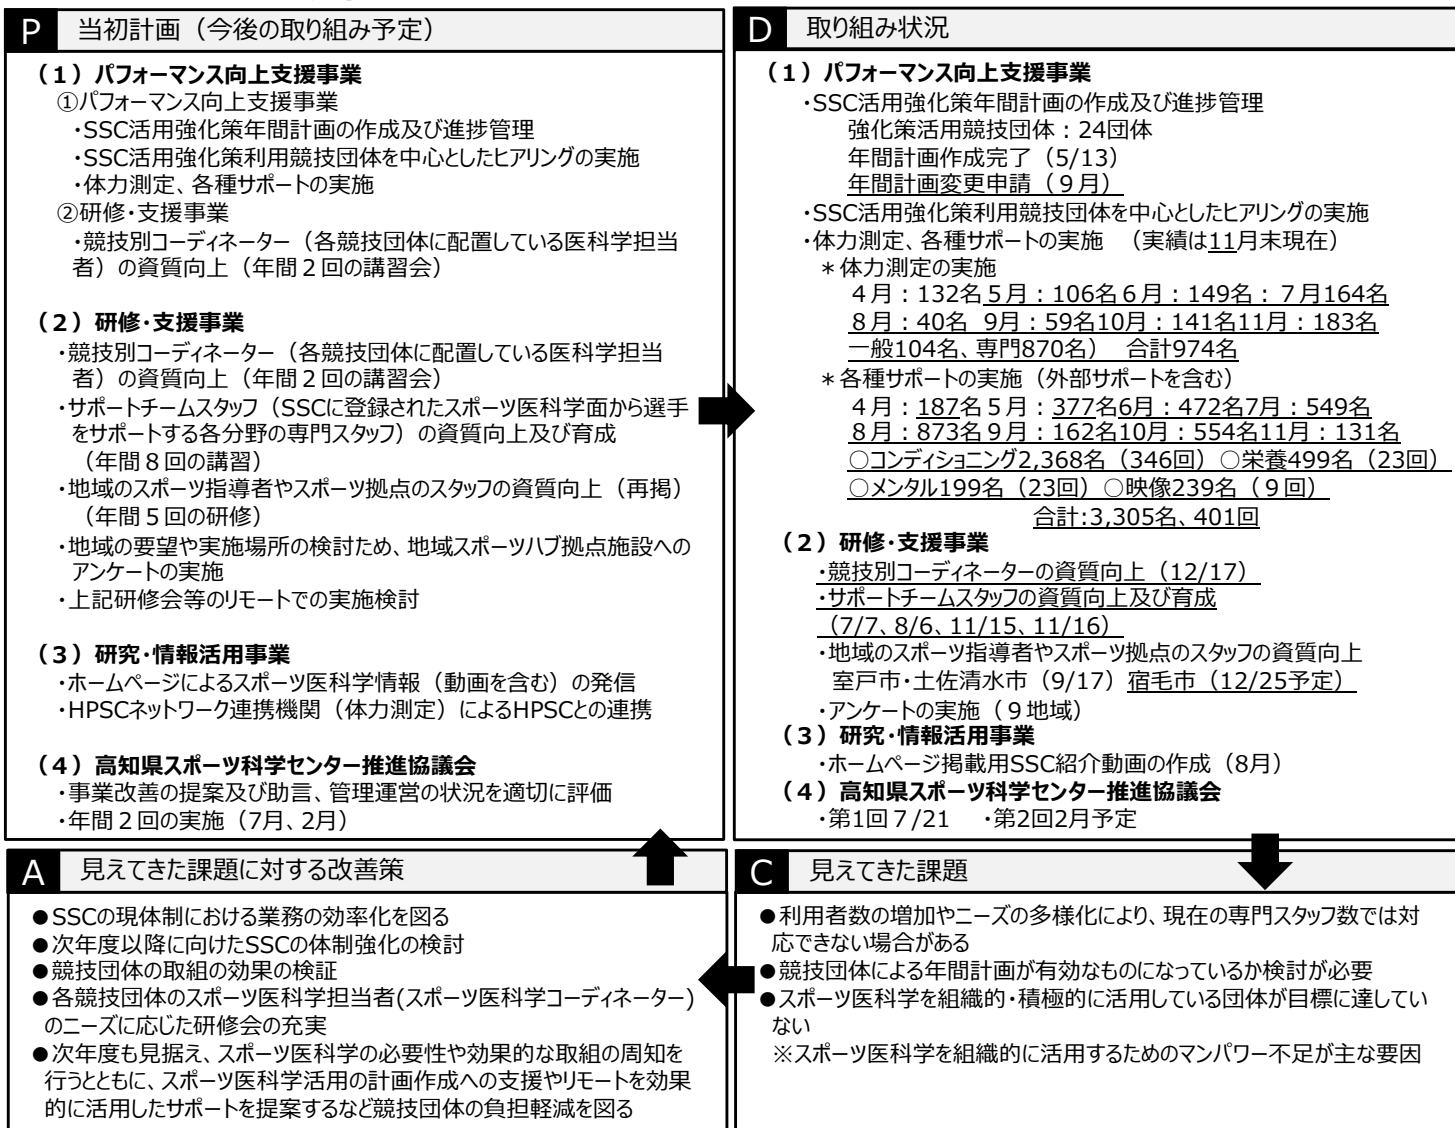 P 当初計画（今後の取り組み予定）
（１）パフォーマンス向上支援事業
①パフォーマンス向上支援事業
・SSC活用強化策年間計画の作成及び進捗管理
・SSC活用強化策利用競技団体を中心としたヒアリングの実施
・体力測定、各種サポートの実施
②研修・支援事業
・競技別コーディネーター（各競技団体に配置している医科学担当
者）の資質向上（年間２回の講習会）
（２）研修・支援事業
・競技別コーディネーター（各競技団体に配置している医科学担当
者）の資質向上（年間２回の講習会）
・サポートチームスタッフ（SSCに登録されたスポーツ医科学面から選手
をサポートする各分野の専門スタッフ）の資質向上及び育成
（年間８回の講習）
・地域のスポーツ指導者やスポーツ拠点のスタッフの資質向上（再掲）
（年間５回の研修）
・地域の要望や実施場所の検討ため、地域スポーツハブ拠点施設への
アンケートの実施
・上記研修会等のリモートでの実施検討
（３）研究・情報活用事業
・ホームページによるスポーツ医科学情報（動画を含む）の発信
・HPSCネットワーク連携機関（体力測定）によるHPSCとの連携
（４）高知県スポーツ科学センター推進協議会
・事業改善の提案及び助言、管理運営の状況を適切に評価
・年間２回の実施（7月、2月）
D 取り組み状況
（１）パフォーマンス向上支援事業
・SSC活用強化策年間計画の作成及び進捗管理
強化策活用競技団体：24団体
年間計画作成完了（5/13）
年間計画変更申請（９月）
・SSC活用強化策利用競技団体を中心としたヒアリングの実施
・体力測定、各種サポートの実施　（実績は11月末現在）
＊体力測定の実施
４月：132名５月：106名６月：149名：７月164名
８月：40名　9月：59名10月：141名11月：183名
一般104名、専門870名）　合計974名
＊各種サポートの実施（外部サポートを含む）
４月：187名５月：377名6月：472名7月：549名
８月：873名９月：162名10月：554名11月：131名
○コンディショニング2,368名（346回）○栄養499名（23回）
○メンタル199名（23回）○映像239名（９回）
合計:3,305名、401回
（２）研修・支援事業
・競技別コーディネーターの資質向上（12/17）
・サポートチームスタッフの資質向上及び育成
（7/7、8/6、11/15、11/16）
・地域のスポーツ指導者やスポーツ拠点のスタッフの資質向上
室戸市・土佐清水市（9/17）宿毛市（12/25予定）
・アンケートの実施（９地域）
（３）研究・情報活用事業
・ホームページ掲載用SSC紹介動画の作成（8月）
（４）高知県スポーツ科学センター推進協議会
・第1回７/21　・第2回2月予定
A 見えてきた課題に対する改善策
●SSCの現体制における業務の効率化を図る
●次年度以降に向けたSSCの体制強化の検討
●競技団体の取組の効果の検証
●各競技団体のスポーツ医科学担当者(スポーツ医科学コーディネーター)
のニーズに応じた研修会の充実
●次年度も見据え、スポーツ医科学の必要性や効果的な取組の周知を
行うとともに、スポーツ医科学活用の計画作成への支援やリモートを効果
的に活用したサポートを提案するなど競技団体の負担軽減を図る
C 見えてきた課題
●利用者数の増加やニーズの多様化により、現在の専門スタッフ数では対
応できない場合がある
●競技団体による年間計画が有効なものになっているか検討が必要
●スポーツ医科学を組織的・積極的に活用している団体が目標に達してい
ない
※スポーツ医科学を組織的に活用するためのマンパワー不足が主な要因